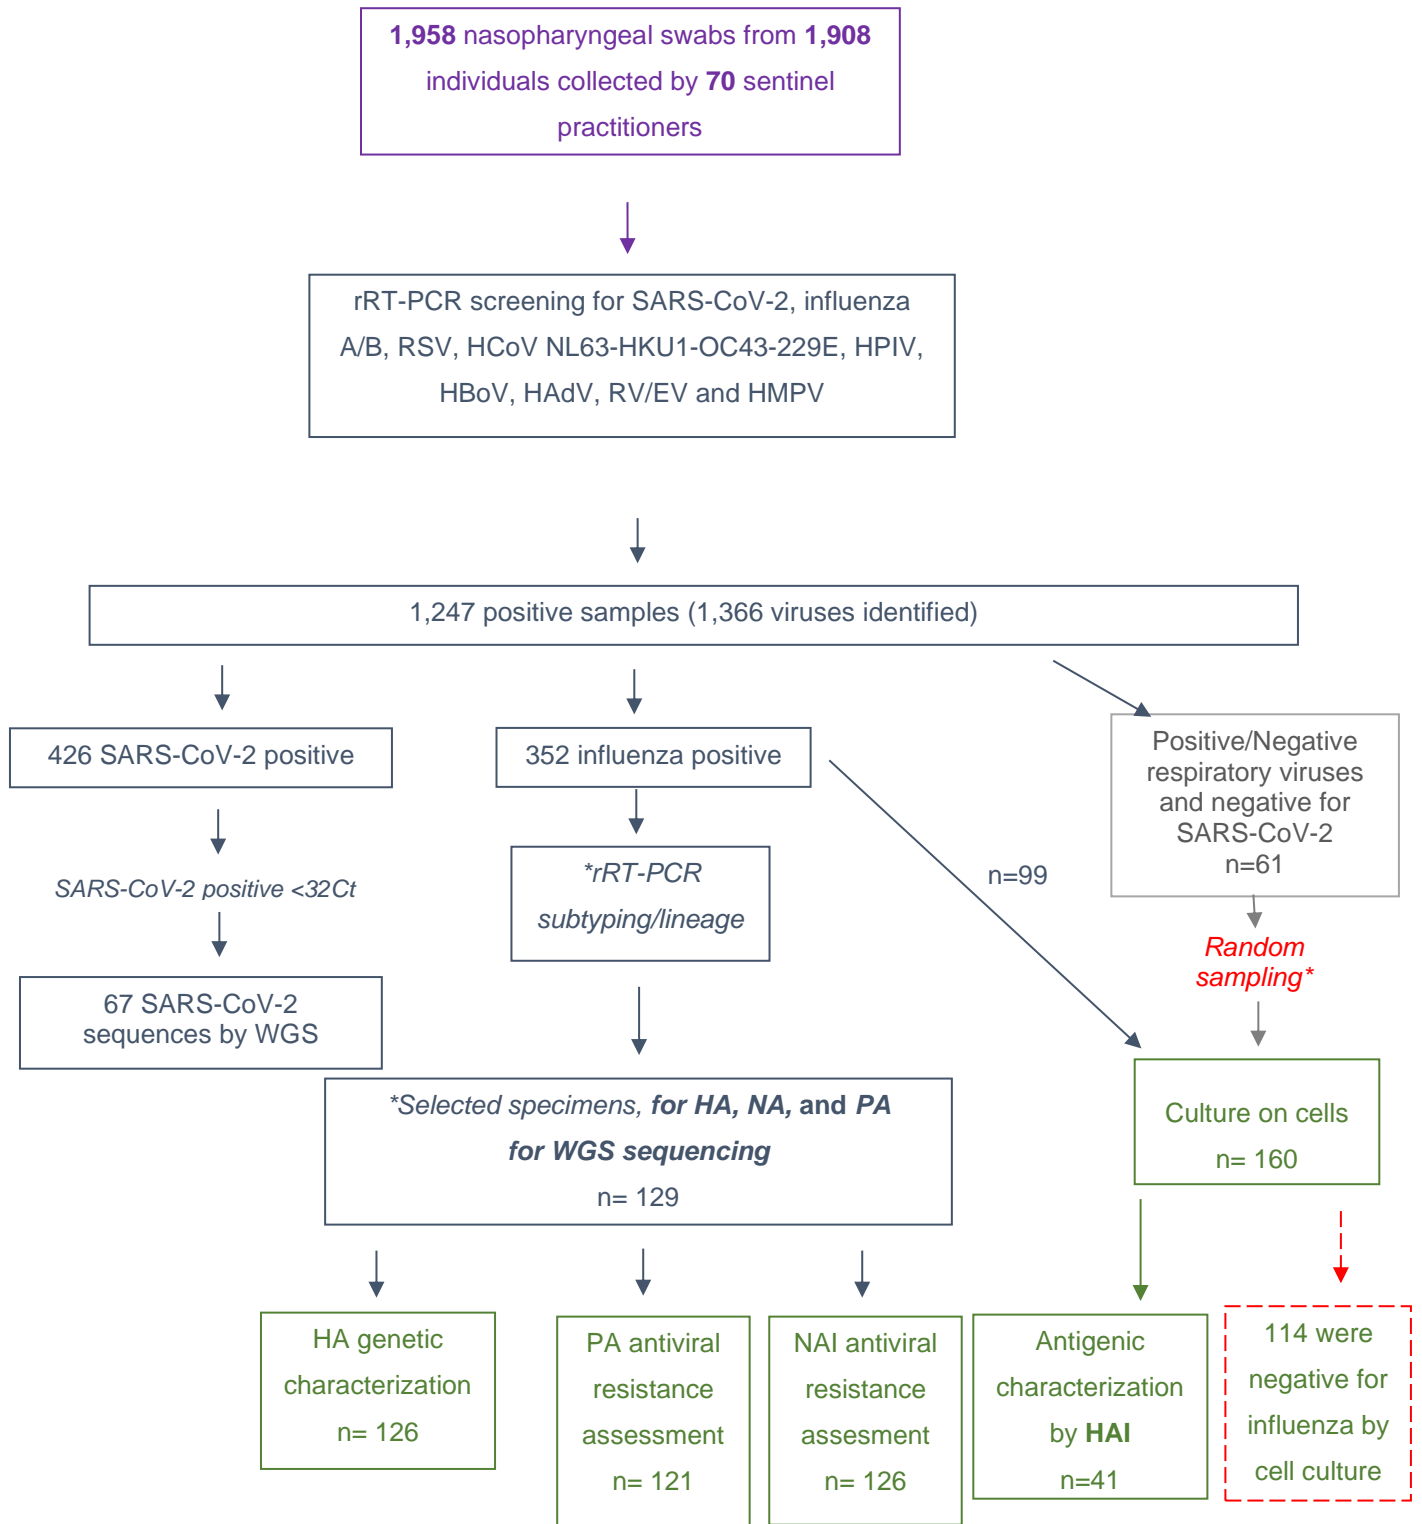 1,958 nasopharyngeal swabs from 1,908
individuals collected by 70 sentinel
practitioners
rRT-PCR screening for SARS-CoV-2, influenza
A/B, RSV, HCoV NL63-HKU1-OC43-229E, HPIV,
HBoV, HAdV, RV/EV and HMPV
1,247 positive samples (1,366 viruses identified)
426 SARS-CoV-2 positive
352 influenza positive
Positive/Negative
respiratory viruses
and negative for
SARS-CoV-2
n=61
SARS-CoV-2 positive <32Ct
*rRT-PCR
subtyping/lineage
n=99
Random
sampling*
67 SARS-CoV-2
sequences by WGS
*Selected specimens, for HA, NA, and PA
for WGS sequencing
n= 129
Culture on cells
n= 160
HA genetic
characterization
n= 126
PA antiviral
resistance
assessment
n= 121
NAI antiviral
resistance
assesment
n= 126
Antigenic
characterization
by HAI
n=41
114 were
negative for
influenza by
cell culture